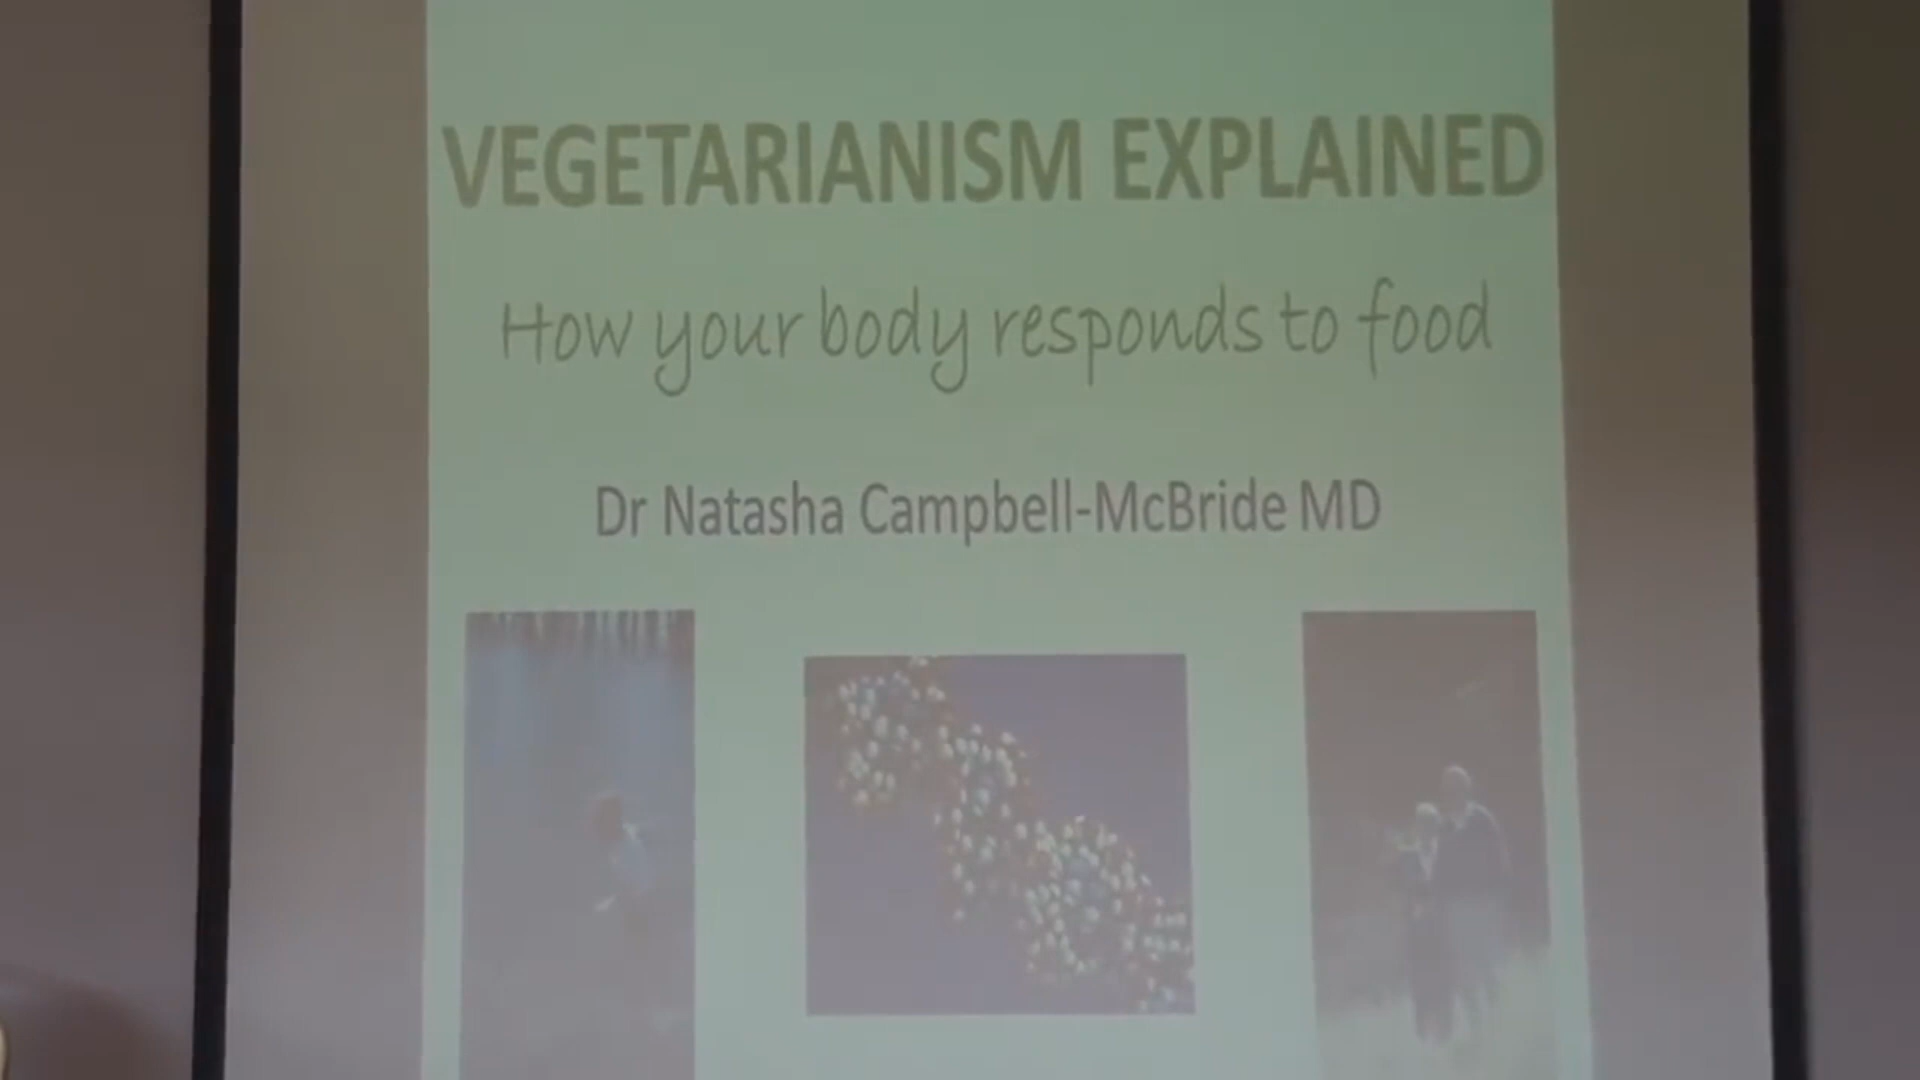 VEGETARIANISM EXPLAINED
How your body responds to food
Dr Natasha Campbell-McBride MD